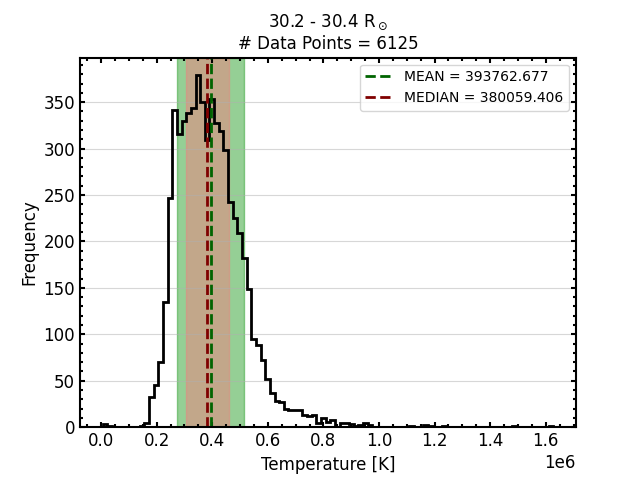 30.2 - 30.4 R⊙
# Data Points = 6125
MEAN = 393762.677
MEDIAN = 380059.406
Frequency
350
300
250
200
150
100
50
0
0.0 0.2 0.4 0.6 0.8 1.0 1.2 1.4 1.6
1e6
Temperature [K]